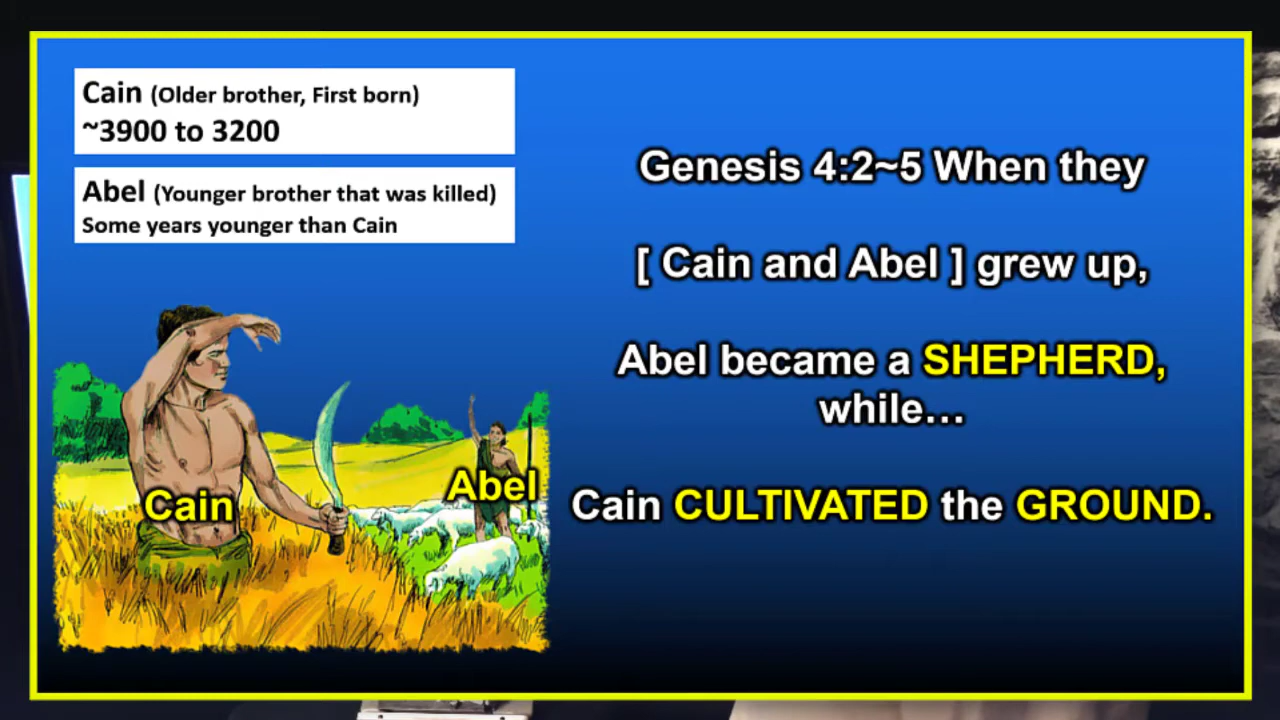 Cain (Older brother, First born)
~3900 to 3200
Abel (Younger brother that was killed)
Some years younger than Cain
Genesis 4:2~5 When they
[ Cain and Abel ] grew up,
Abel became a SHEPHERD,
while...
Cain CULTIVATED the GROUND.
Cain
Abel